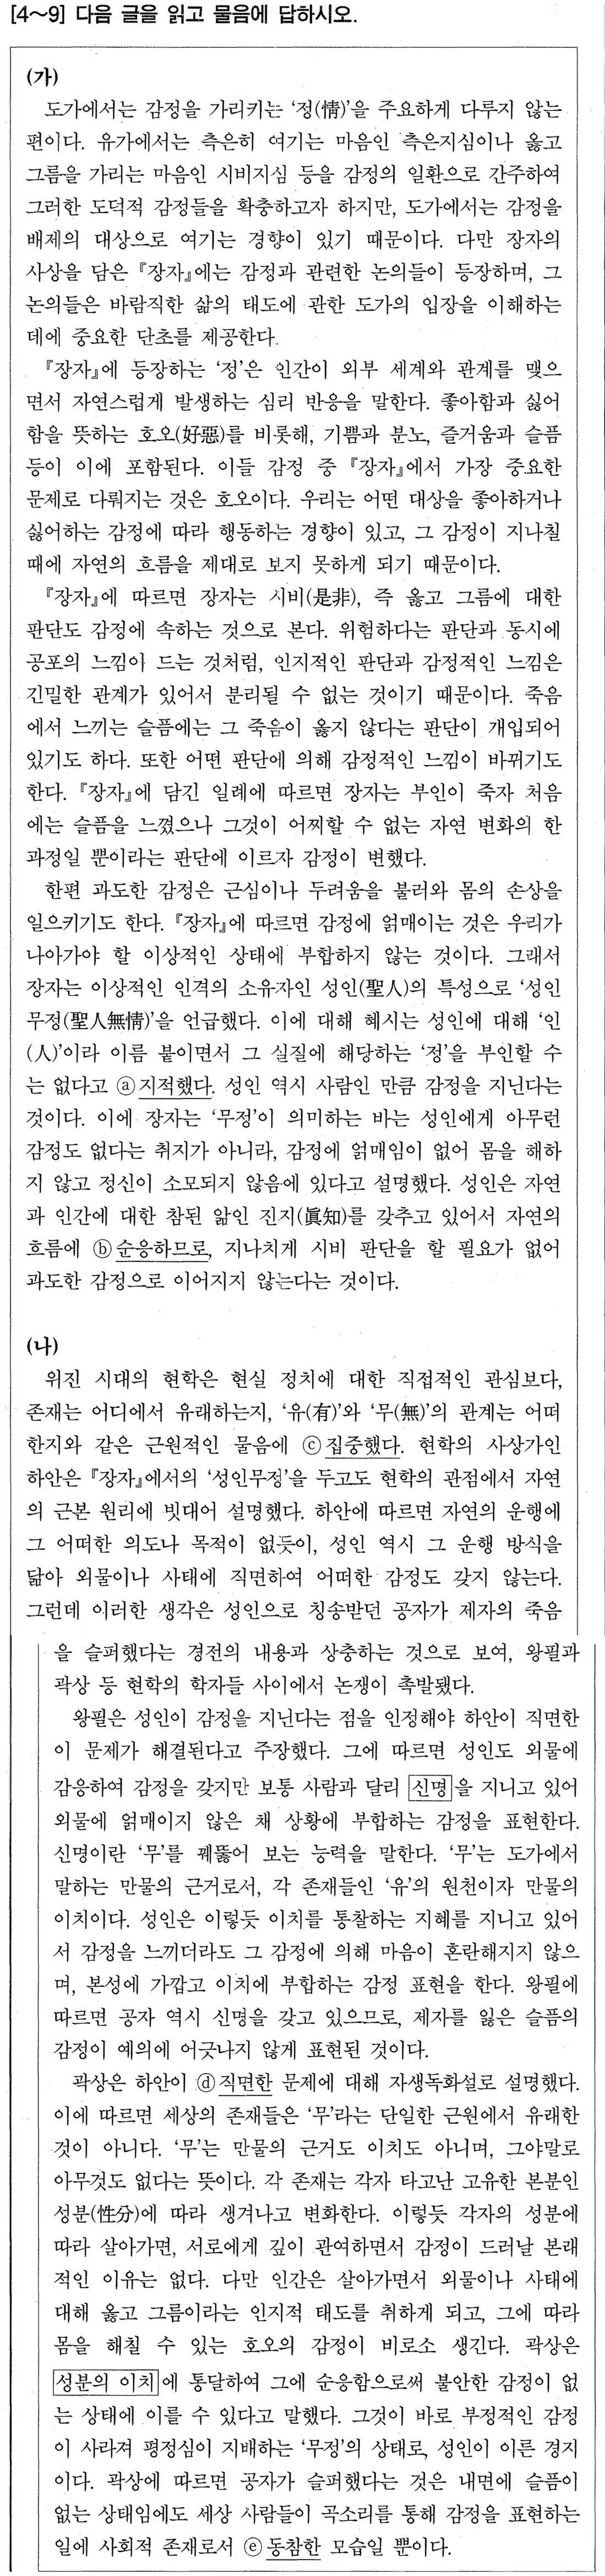 [4～9] 다음 글을 읽고 물음에 답하시오.
(가)
도가에서는 감정을 가리키는 ‘정(情)’을 주요하게 다루지 않는
편이다. 유가에서는 측은히 여기는 마음인 측은지심이나 옳고
그름을 가리는 마음인 시비지심 등을 감정의 일환으로 간주하여
그러한 도덕적 감정들을 확충하고자 하지만, 도가에서는 감정을
배제의 대상으로 여기는 경향이 있기 때문이다. 다만 장자의
사상을 담은 『장자』에는 감정과 관련한 논의들이 등장하며, 그
논의들은 바람직한 삶의 태도에 관한 도가의 입장을 이해하는
데에 중요한 단초를 제공한다.
『장자』에 등장하는 ‘정’은 인간이 외부 세계와 관계를 맺으
면서 자연스럽게 발생하는 심리 반응을 말한다. 좋아함과 싫어
함을 뜻하는 호오(好惡)를 비롯해, 기쁨과 분노, 즐거움과 슬픔
등이 이에 포함된다. 이들 감정 중 『장자』에서 가장 중요한
문제로 다뤄지는 것은 호오이다. 우리는 어떤 대상을 좋아하거나
싫어하는 감정에 따라 행동하는 경향이 있고, 그 감정이 지나칠
때에 자연의 흐름을 제대로 보지 못하게 되기 때문이다.
『장자』에 따르면 장자는 시비(是非), 즉 옳고 그름에 대한
판단도 감정에 속하는 것으로 본다. 위험하다는 판단과 동시에
공포의 느낌이 드는 것처럼, 인지적인 판단과 감정적인 느낌은
긴밀한 관계가 있어서 분리될 수 없는 것이기 때문이다. 죽음
에서 느끼는 슬픔에는 그 죽음이 옳지 않다는 판단이 개입되어
있기도 하다. 또한 어떤 판단에 의해 감정적인 느낌이 바뀌기도
한다. 『장자』에 담긴 일례에 따르면 장자는 부인이 죽자 처음
에는 슬픔을 느꼈으나 그것이 어찌할 수 없는 자연 변화의 한
과정일 뿐이라는 판단에 이르자 감정이 변했다.
한편 과도한 감정은 근심이나 두려움을 불러와 몸의 손상을
일으키기도 한다. 『장자』에 따르면 감정에 얽매이는 것은 우리가
나아가야 할 이상적인 상태에 부합하지 않는 것이다. 그래서
장자는 이상적인 인격의 소유자인 성인(聖人)의 특성으로 ‘성인
무정(聖人無情)’을 언급했다. 이에 대해 혜시는 성인에 대해 ‘인
(人)’이라 이름 붙이면서 그 실질에 해당하는 ‘정’을 부인할 수
는 없다고 ⓐ지적했다. 성인 역시 사람인 만큼 감정을 지닌다는
것이다. 이에 장자는 ‘무정’이 의미하는 바는 성인에게 아무런
감정도 없다는 취지가 아니라, 감정에 얽매임이 없어 몸을 해하
지 않고 정신이 소모되지 않음에 있다고 설명했다. 성인은 자연
과 인간에 대한 참된 앎인 진지(眞知)를 갖추고 있어서 자연의
흐름에 ⓑ순응하므로, 지나치게 시비 판단을 할 필요가 없어
과도한 감정으로 이어지지 않는다는 것이다.
(나)
위진 시대의 현학은 현실 정치에 대한 직접적인 관심보다,
존재는 어디에서 유래하는지, ‘유(有)’와 ‘무(無)’의 관계는 어떠
한지와 같은 근원적인 물음에 ⓒ집중했다. 현학의 사상가인
하안은 『장자』에서의 ‘성인무정’을 두고도 현학의 관점에서 자연
의 근본 원리에 빗대어 설명했다. 하안에 따르면 자연의 운행에
그 어떠한 의도나 목적이 없듯이, 성인 역시 그 운행 방식을
닮아 외물이나 사태에 직면하여 어떠한 감정도 갖지 않는다.
그런데 이러한 생각은 성인으로 칭송받던 공자가 제자의 죽음
을 슬퍼했다는 경전의 내용과 상충하는 것으로 보여, 왕필과
곽상 등 현학의 학자들 사이에서 논쟁이 촉발됐다.
왕필은 성인이 감정을 지닌다는 점을 인정해야 하안이 직면한
이 문제가 해결된다고 주장했다. 그에 따르면 성인도 외물에
감응하여 감정을 갖지만 보통 사람과 달리 신명을 지니고 있어
외물에 얽매이지 않은 채 상황에 부합하는 감정을 표현한다.
신명이란 ‘무’를 꿰뚫어 보는 능력을 말한다. ‘무’는 도가에서
말하는 만물의 근거로서, 각 존재들인 ‘유’의 원천이자 만물의
이치이다. 성인은 이렇듯 이치를 통찰하는 지혜를 지니고 있어
서 감정을 느끼더라도 그 감정에 의해 마음이 혼란해지지 않으
며, 본성에 가깝고 이치에 부합하는 감정 표현을 한다. 왕필에
따르면 공자 역시 신명을 갖고 있으므로, 제자를 잃은 슬픔의
감정이 예의에 어긋나지 않게 표현된 것이다.
곽상은 하안이 ⓓ직면한 문제에 대해 자생독화설로 설명했다.
이에 따르면 세상의 존재들은 ‘무’라는 단일한 근원에서 유래한
것이 아니다. ‘무’는 만물의 근거도 이치도 아니며, 그야말로
아무것도 없다는 뜻이다. 각 존재는 각자 타고난 고유한 본분인
성분(性分)에 따라 생겨나고 변화한다. 이렇듯 각자의 성분에
따라 살아가면, 서로에게 깊이 관여하면서 감정이 드러날 본래
적인 이유는 없다. 다만 인간은 살아가면서 외물이나 사태에
대해 옳고 그름이라는 인지적 태도를 취하게 되고, 그에 따라
몸을 해칠 수 있는 호오의 감정이 비로소 생긴다. 곽상은
성분의 이치에 통달하여 그에 순응함으로써 불안한 감정이 없
는 상태에 이를 수 있다고 말했다. 그것이 바로 부정적인 감정
이 사라져 평정심이 지배하는 ‘무정’의 상태로, 성인이 이른 경지
이다. 곽상에 따르면 공자가 슬퍼했다는 것은 내면에 슬픔이
없는 상태임에도 세상 사람들이 곡소리를 통해 감정을 표현하는
일에 사회적 존재로서 ⓔ동참한 모습일 뿐이다.